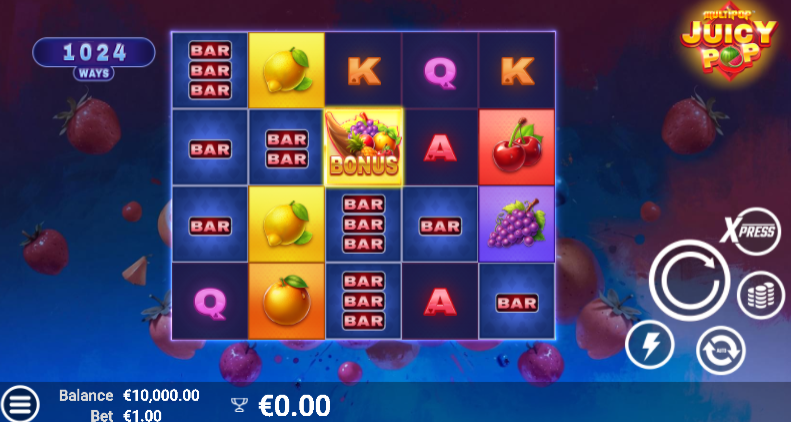 1024
WAYS
MULTIPOP
JUICY
POP
BAR
BAR
BAR
K
Q
K
BAR
BAR
BAR
BONUS
A
BAR
BAR
BAR
BAR
BAR
Q
BAR
BAR
BAR
A
BAR
XPRESS
AUTO
Balance €10,000.00
Bet €1.00
€0.00